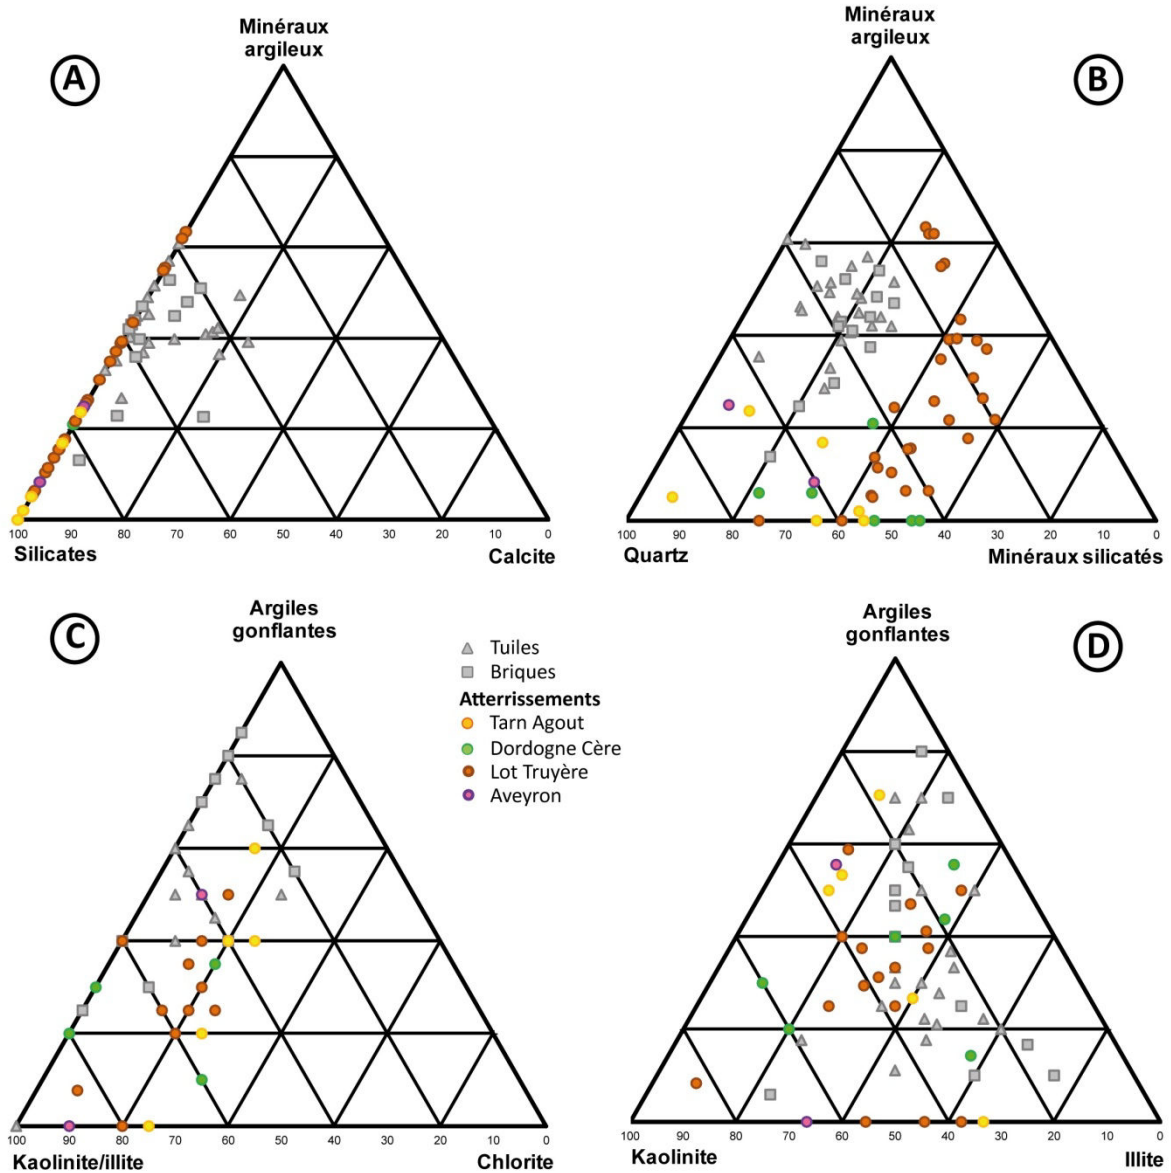 Minéraux
argileux
A
100 90 80 70 60 50 40 30 20 10 0
Silicates Calcite
Minéraux
argileux
B
100 90 80 70 60 50 40 30 20 10 0
Quartz Minéraux silicatés
Argiles
gonflantes
C
100 90 80 70 60 50 40 30 20 10 0
Kaolinite/illite Chlorite
Tuiles
Briques
Atterrissements
Tarn Agout
Dordogne Cère
Lot Truyère
Aveyron
Argiles
gonflantes
D
100 90 80 70 60 50 40 30 20 10 0
Kaolinite Illite